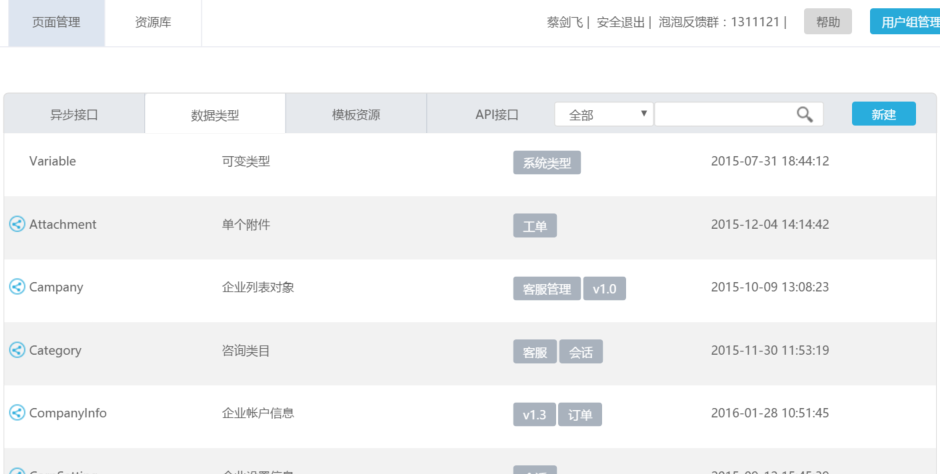 页面管理 资源库 蔡剑飞 | 安全退出 | 泡泡反馈群：1311121 | 帮助 用户组管理
异步接口 数据类型 模板资源 API接口 全部 新建
Variable 可变类型 系统类型 2015-07-31 18:44:12
Attachment 单个附件 工单 2015-12-04 14:14:42
Campany 企业列表对象 客服管理 v1.0 2015-10-09 13:08:23
Category 咨询类目 客服 会话 2015-11-30 11:53:19
CompanyInfo 企业帐户信息 v1.3 订单 2016-01-28 10:51:45